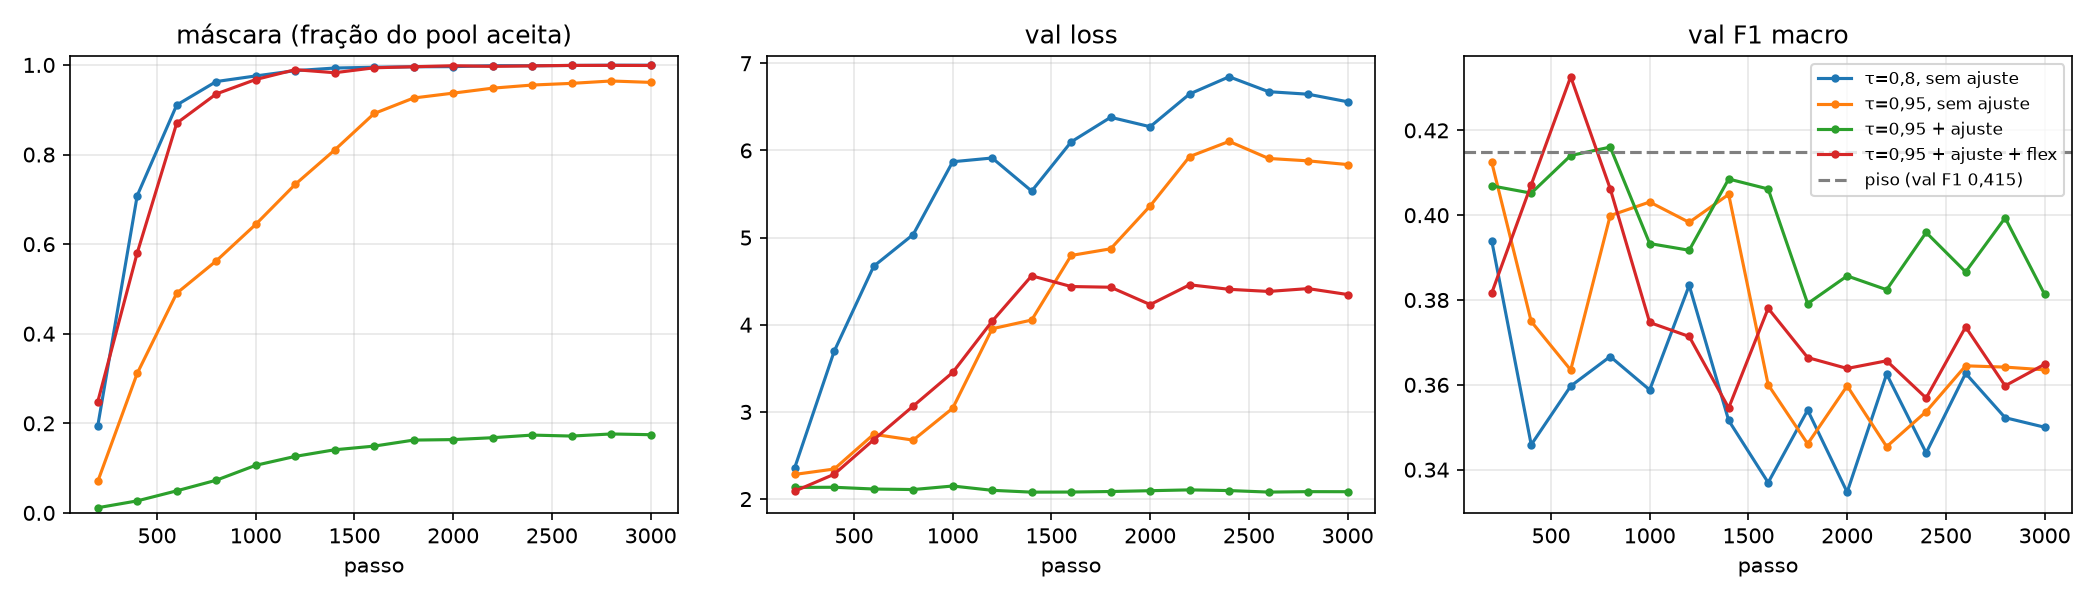 máscara (fração do pool aceita)
1.0
0.8
0.6
0.4
0.2
0.0
500 1000 1500 2000 2500 3000
passo
val loss
7
6
5
4
3
2
500 1000 1500 2000 2500 3000
passo
val F1 macro
0.42
0.40
0.38
0.36
0.34
τ=0,8, sem ajuste
τ=0,95, sem ajuste
τ=0,95 + ajuste
τ=0,95 + ajuste + flex
piso (val F1 0,415)
500 1000 1500 2000 2500 3000
passo